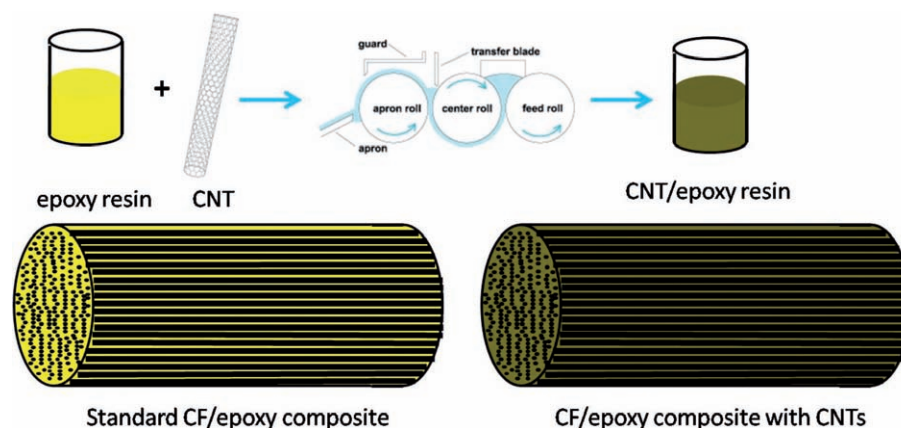 guard
transfer blade
+
apron roll
center roll
feed roll
apron
epoxy resin
CNT
CNT/epoxy resin
Standard CF/epoxy composite
CF/epoxy composite with CNTs